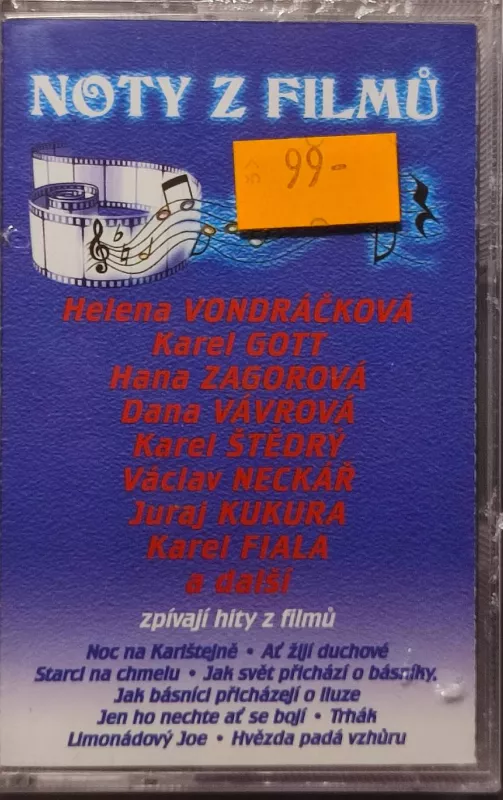 NOTY Z FILMŮ
99-
Helena VONDRÁČKOVÁ
Karel GOTT
Hana ZAGOROVÁ
Dana VÁVROVÁ
Karel ŠTĚDRÝ
Václav NECKÁŘ
Juraj KUKURA
Karel FIALA
a další
zpívají hity z filmů
Noc na Karlštejně • Ať žijí duchové
Starci na chmelu • Jak svět přichází o básníky,
Jak básníci přicházejí o iluze
Jen ho nechte ať se bojí • Trhák
Limonádový Joe • Hvězda padá vzhůru